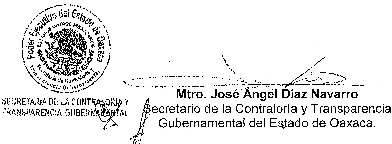 Poder Ejecutivo del Estado de Oaxaca
SECRETARIA DE LA CONTRALORIA Y
TRANSPARENCIA GUBERNAMENTAL
Mtro. José Ángel Díaz Navarro
Secretario de la Contraloría y Transparencia
Gubernamental del Estado de Oaxaca.